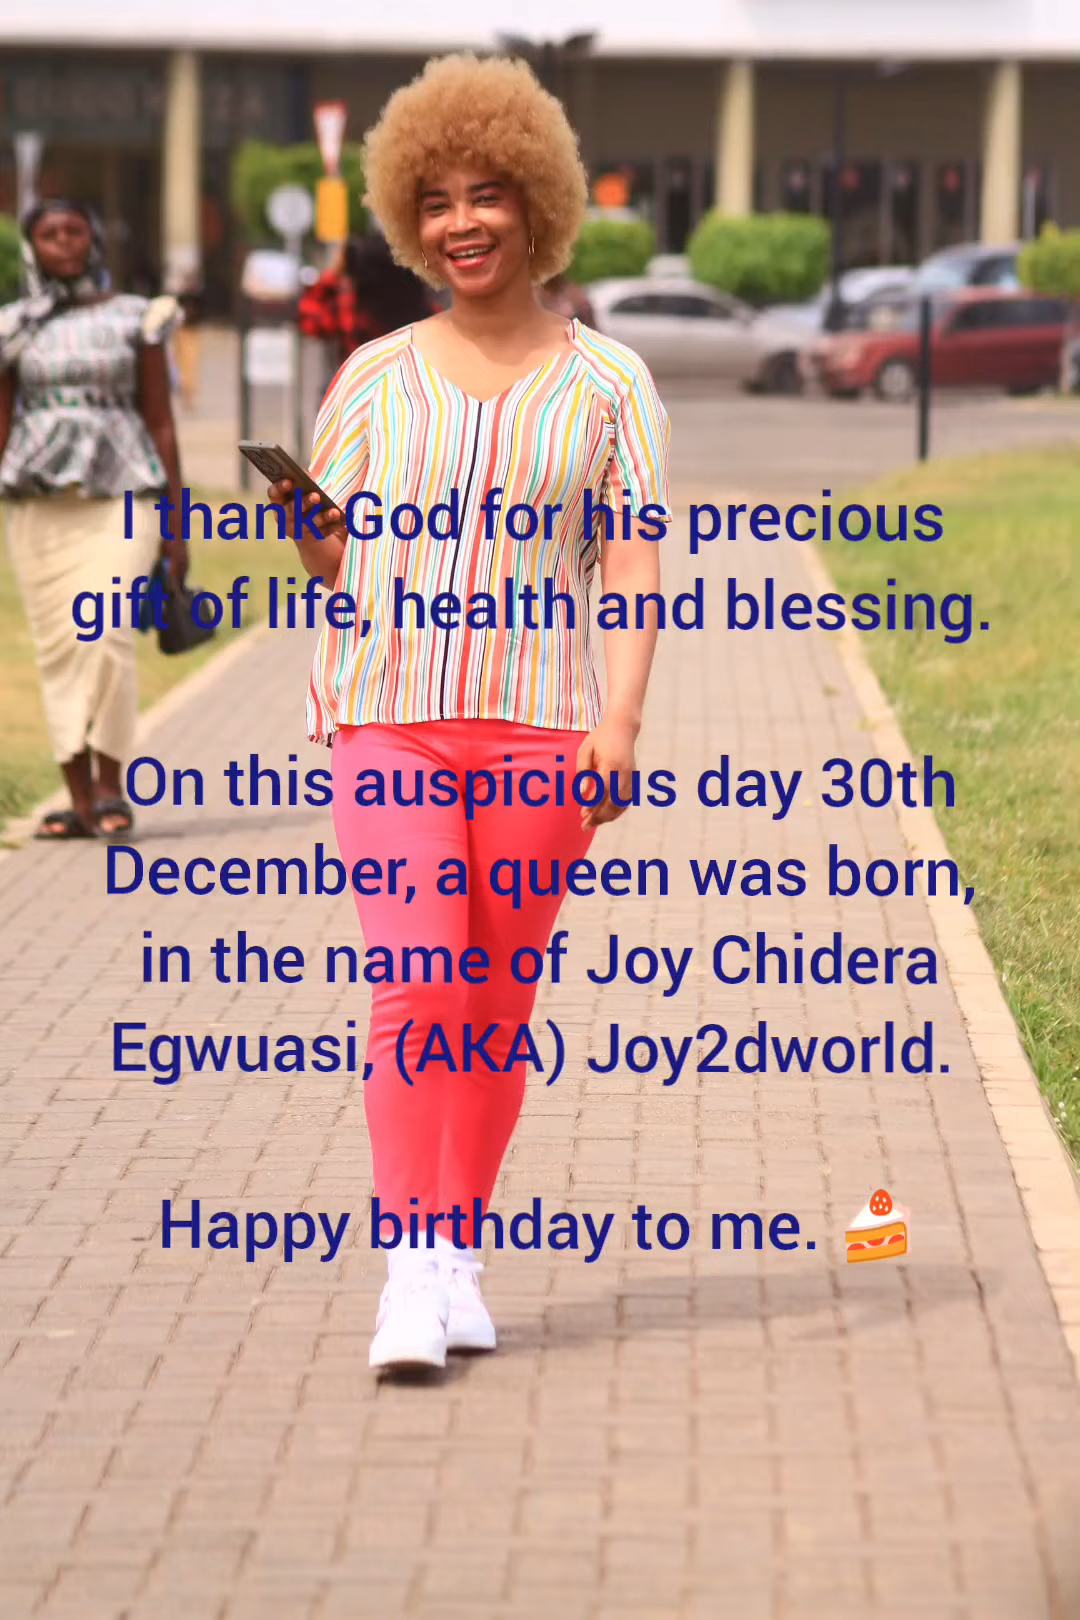 I thank God for his precious
gift of life, health and blessing.
On this auspicious day 30th
December, a queen was born,
in the name of Joy Chidera
Egwuasi, (AKA) Joy2dworld.
Happy birthday to me. 🍰